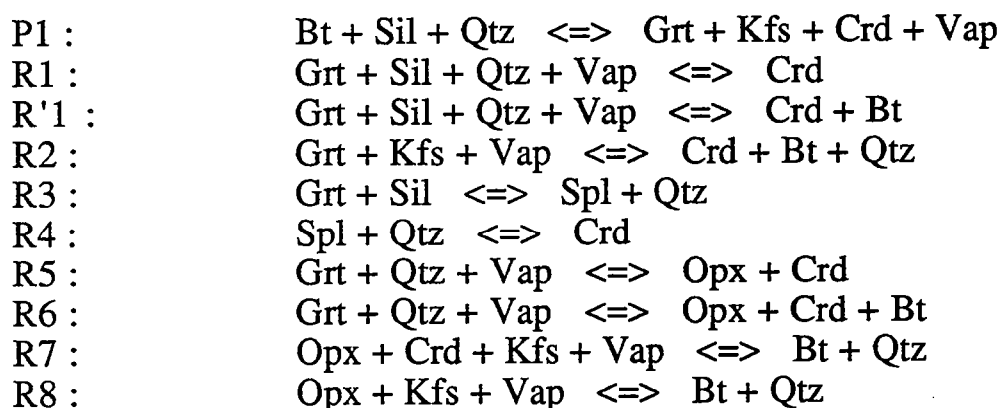 P1 : Bt + Sil + Qtz <=> Grt + Kfs + Crd + Vap
R1 : Grt + Sil + Qtz + Vap <=> Crd
R'1 : Grt + Sil + Qtz + Vap <=> Crd + Bt
R2 : Grt + Kfs + Vap <=> Crd + Bt + Qtz
R3 : Grt + Sil <=> Spl + Qtz
R4 : Spl + Qtz <=> Crd
R5 : Grt + Qtz + Vap <=> Opx + Crd
R6 : Grt + Qtz + Vap <=> Opx + Crd + Bt
R7 : Opx + Crd + Kfs + Vap <=> Bt + Qtz
R8 : Opx + Kfs + Vap <=> Bt + Qtz